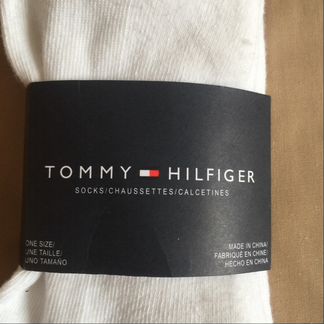 TOMMY HILFIGER
SOCKS/CHAUSSETTES/CALCETINES
ONE SIZE/
UNE TAILLE/
UNO TAMAÑO
MADE IN CHINA/
FABRIQUÉ EN CHINE/
HECHO EN CHINA